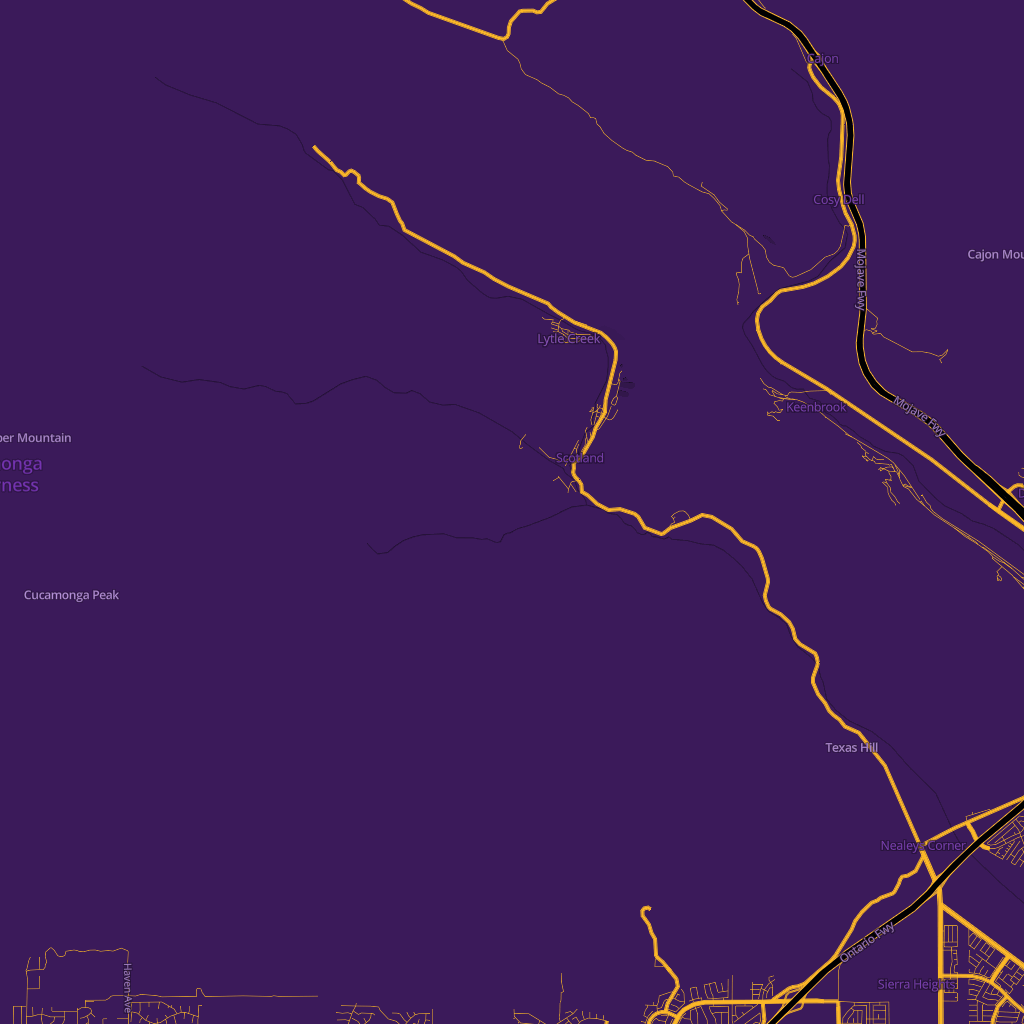 Cajon
Cosy Dell
Cajon Mou
Mojave Fwy
Lytle Creek
Keenbrook
Mojave Fwy
per Mountain
onga
rness
Scotland
Cucamonga Peak
Texas Hill
Nealeys Corner
Ontario Fwy
Haven Ave
Sierra Heights